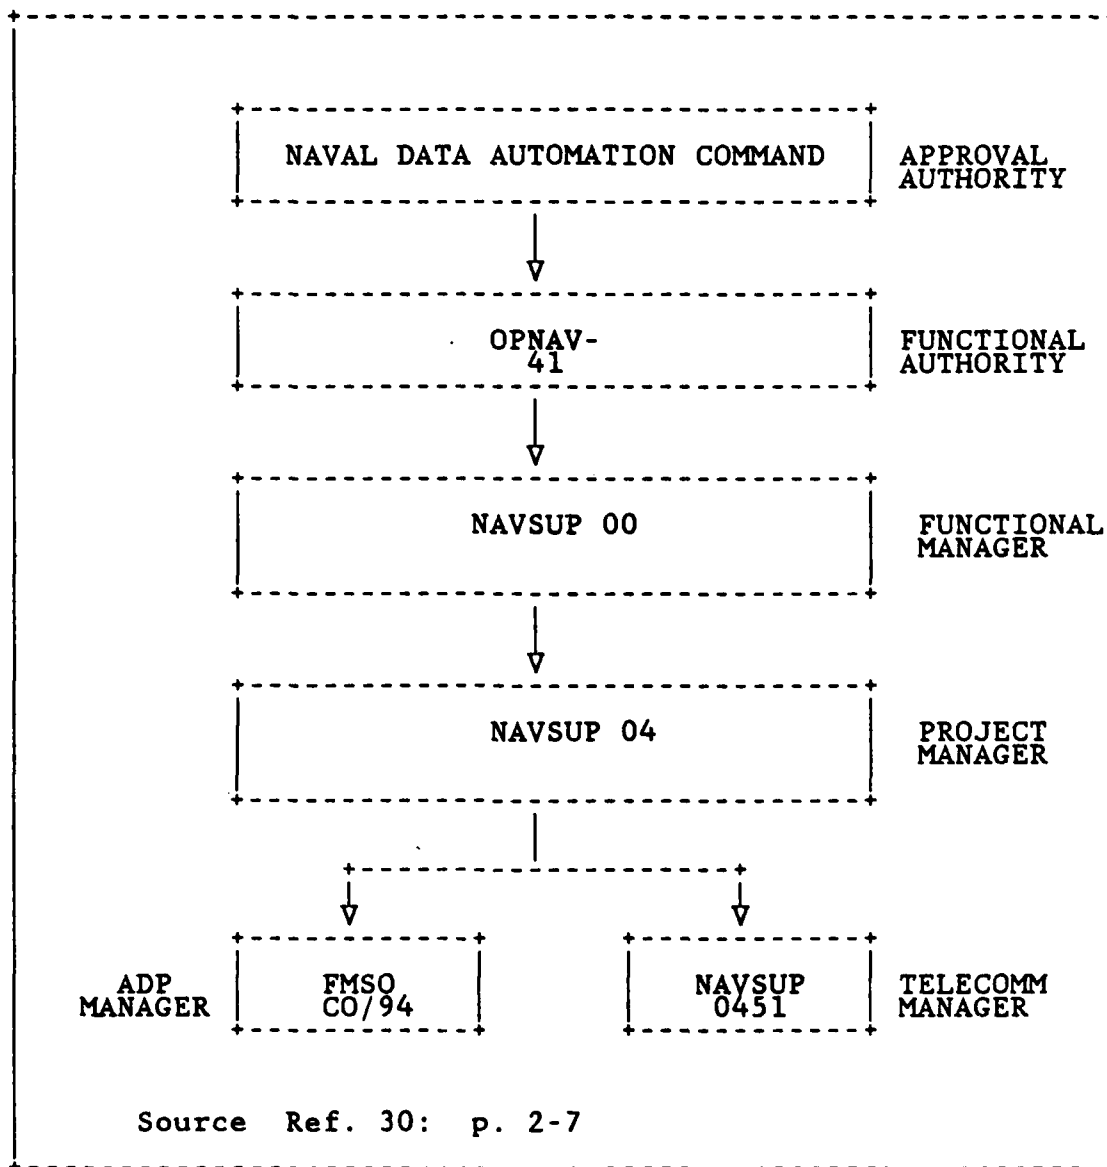 NAVAL DATA AUTOMATION COMMAND
APPROVAL
AUTHORITY
OPNAV-
41
FUNCTIONAL
AUTHORITY
NAVSUP 00
FUNCTIONAL
MANAGER
NAVSUP 04
PROJECT
MANAGER
ADP
MANAGER
FMSO
CO/94
NAVSUP
0451
TELECOMM
MANAGER
Source Ref. 30: p. 2-7